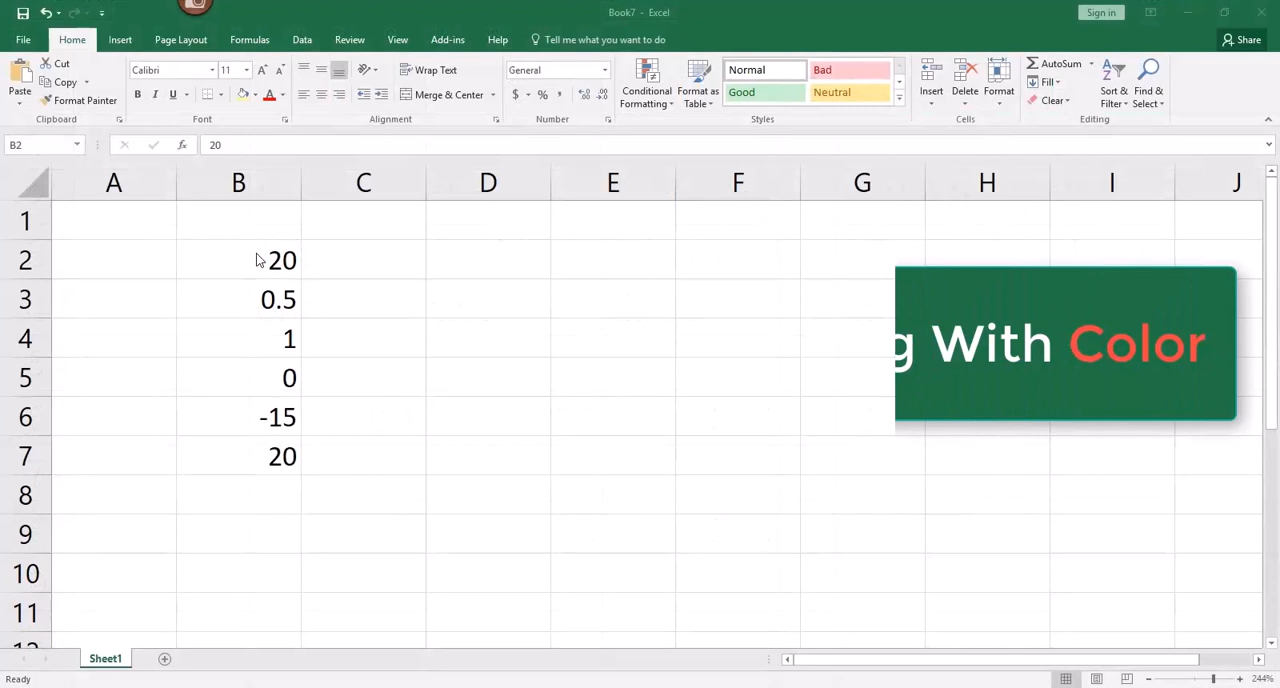 Book7 - Excel
Sign in
File Home Insert Page Layout Formulas Data Review View Add-ins Help Tell me what you want to do Share
Paste
Cut
Copy
Format Painter
Clipboard
Calibri 11
B I U
Font
Wrap Text
Merge & Center
Alignment
General
$ % ,
Number
Conditional Formatting
Format as Table
Normal Bad
Good Neutral
Styles
Insert Delete Format
Cells
AutoSum
Fill
Clear
Sort & Filter
Find & Select
Editing
B2 fx 20
A B C D E F G H I J
1
2 20
3 0.5
4 1
5 0
6 -15
7 20
8
9
10
11
g With Color
Sheet1
Ready 244%